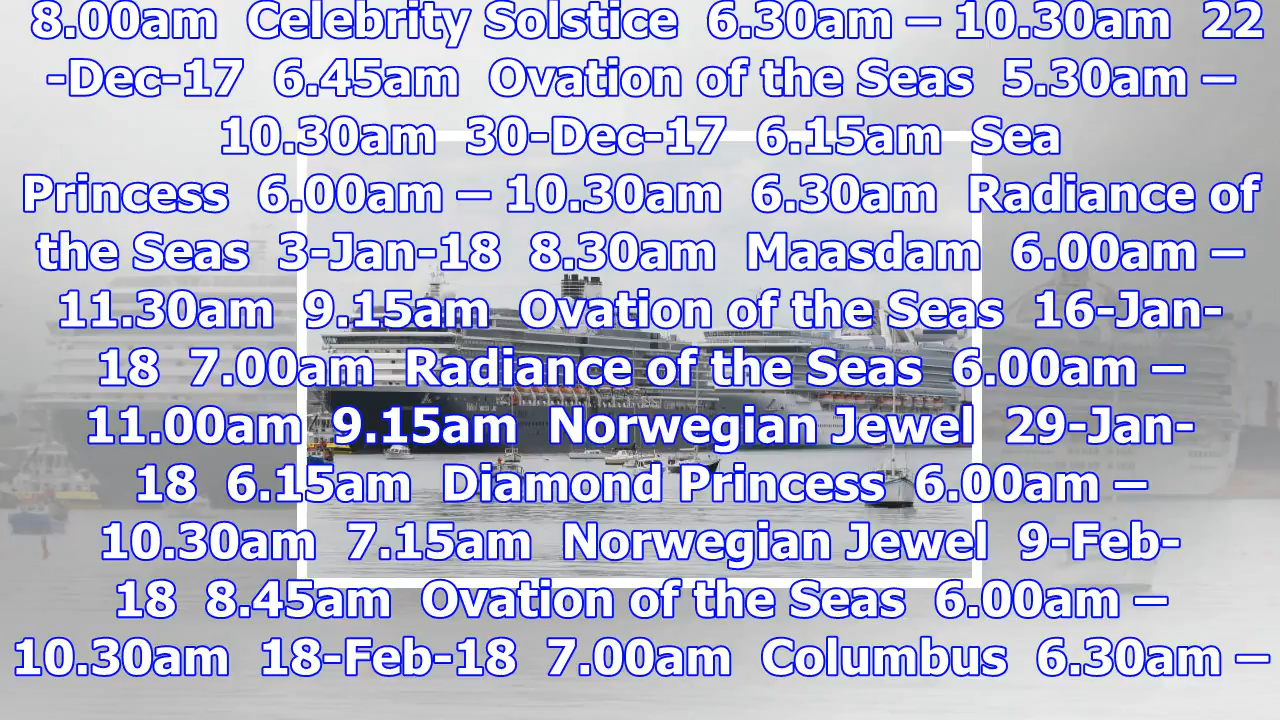 8.00am  Celebrity Solstice  6.30am – 10.30am  22
-Dec-17  6.45am  Ovation of the Seas  5.30am –
10.30am  30-Dec-17  6.15am  Sea
Princess  6.00am – 10.30am  6.30am  Radiance of
the Seas  3-Jan-18  8.30am  Maasdam  6.00am –
11.30am  9.15am  Ovation of the Seas  16-Jan-
18  7.00am  Radiance of the Seas  6.00am –
11.00am  9.15am  Norwegian Jewel  29-Jan-
18  6.15am  Diamond Princess  6.00am –
10.30am  7.15am  Norwegian Jewel  9-Feb-
18  8.45am  Ovation of the Seas  6.00am –
10.30am  18-Feb-18  7.00am  Columbus  6.30am –